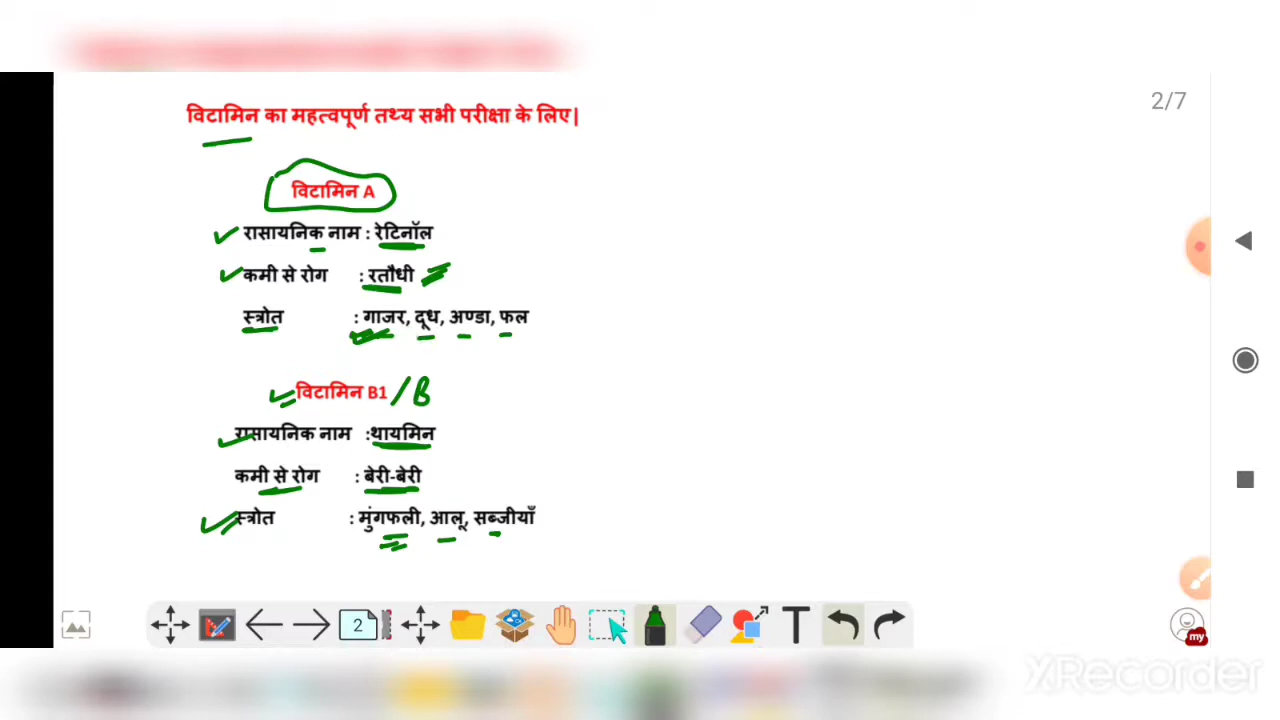 विटामिन का महत्वपूर्ण तथ्य सभी परीक्षा के लिए|
2/7
विटामिन A
रासायनिक नाम : रेटिनॉल
कमी से रोग : रतौधी
स्त्रोत : गाजर, दूध, अण्डा, फल
विटामिन B1 / B
रासायनिक नाम :थायमिन
कमी से रोग : बेरी-बेरी
स्त्रोत : मुंगफली, आलू, सब्जीयाँ
2
T
my
XRecorder